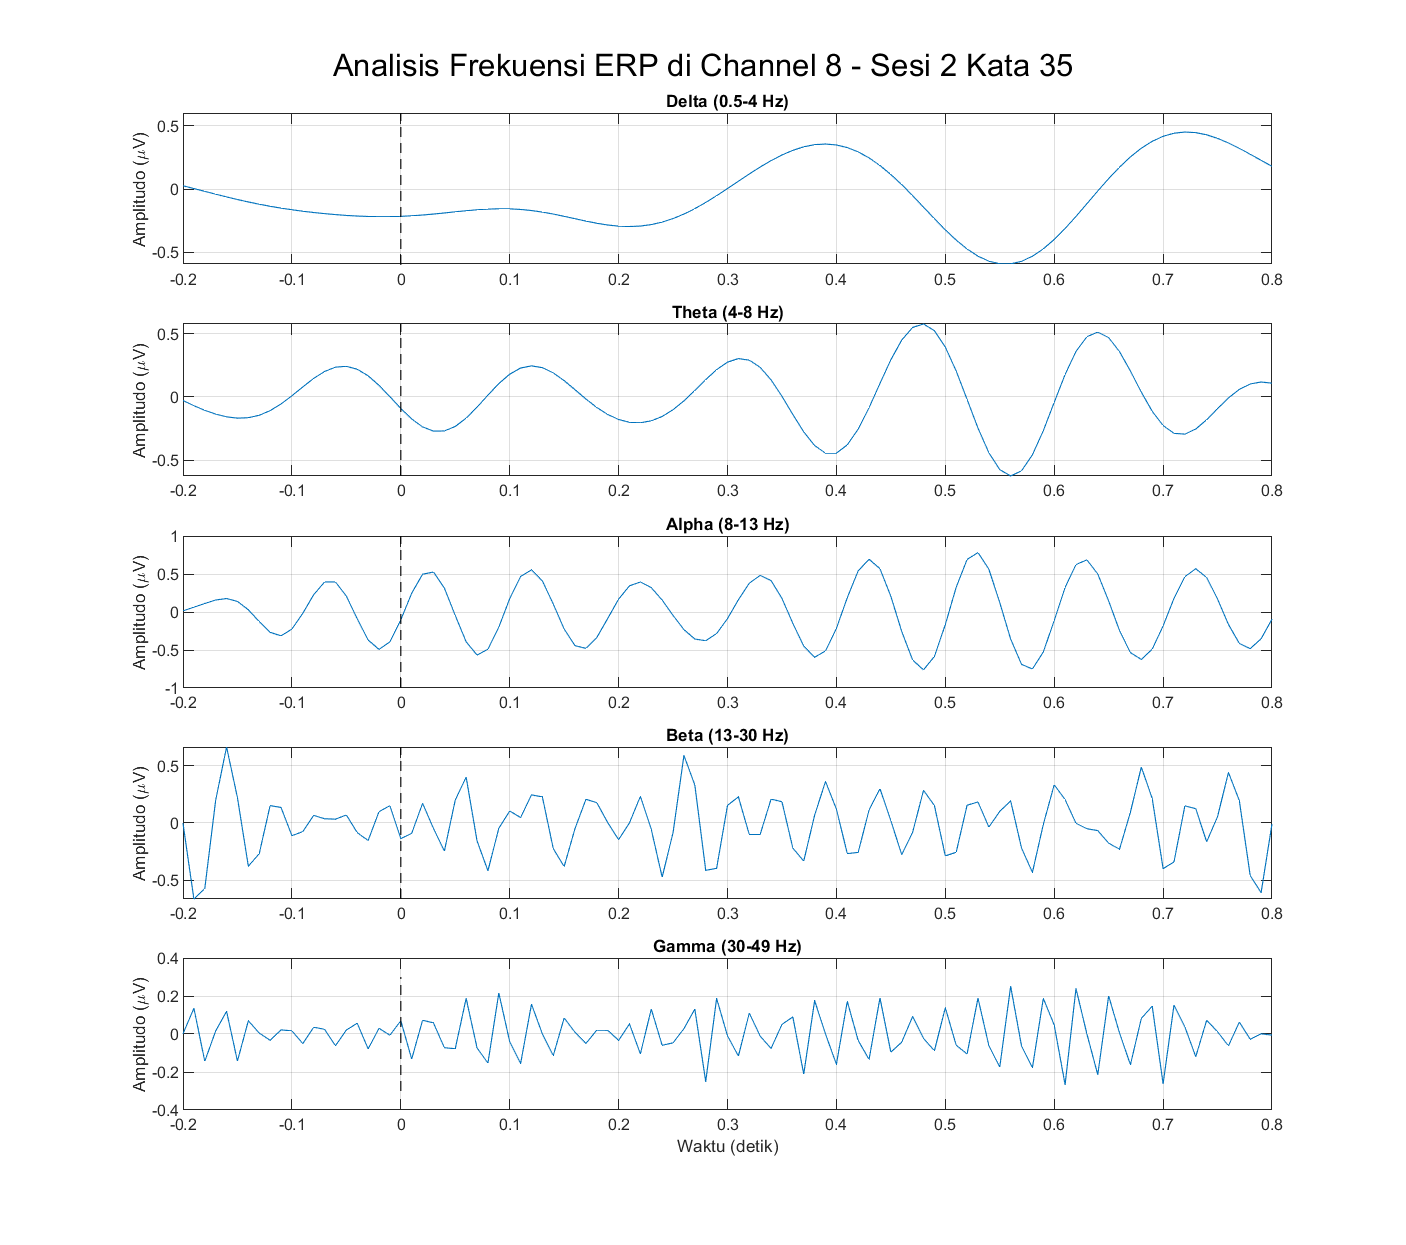 Analisis Frekuensi ERP di Channel 8 - Sesi 2 Kata 35
Delta (0.5-4 Hz)
Amplitudo (μV)
0.5
0
-0.5
-0.2 -0.1 0 0.1 0.2 0.3 0.4 0.5 0.6 0.7 0.8
Theta (4-8 Hz)
Amplitudo (μV)
0.5
0
-0.5
-0.2 -0.1 0 0.1 0.2 0.3 0.4 0.5 0.6 0.7 0.8
Alpha (8-13 Hz)
Amplitudo (μV)
1
0.5
0
-0.5
-1
-0.2 -0.1 0 0.1 0.2 0.3 0.4 0.5 0.6 0.7 0.8
Beta (13-30 Hz)
Amplitudo (μV)
0.5
0
-0.5
-0.2 -0.1 0 0.1 0.2 0.3 0.4 0.5 0.6 0.7 0.8
Gamma (30-49 Hz)
Amplitudo (μV)
0.4
0.2
0
-0.2
-0.4
-0.2 -0.1 0 0.1 0.2 0.3 0.4 0.5 0.6 0.7 0.8
Waktu (detik)